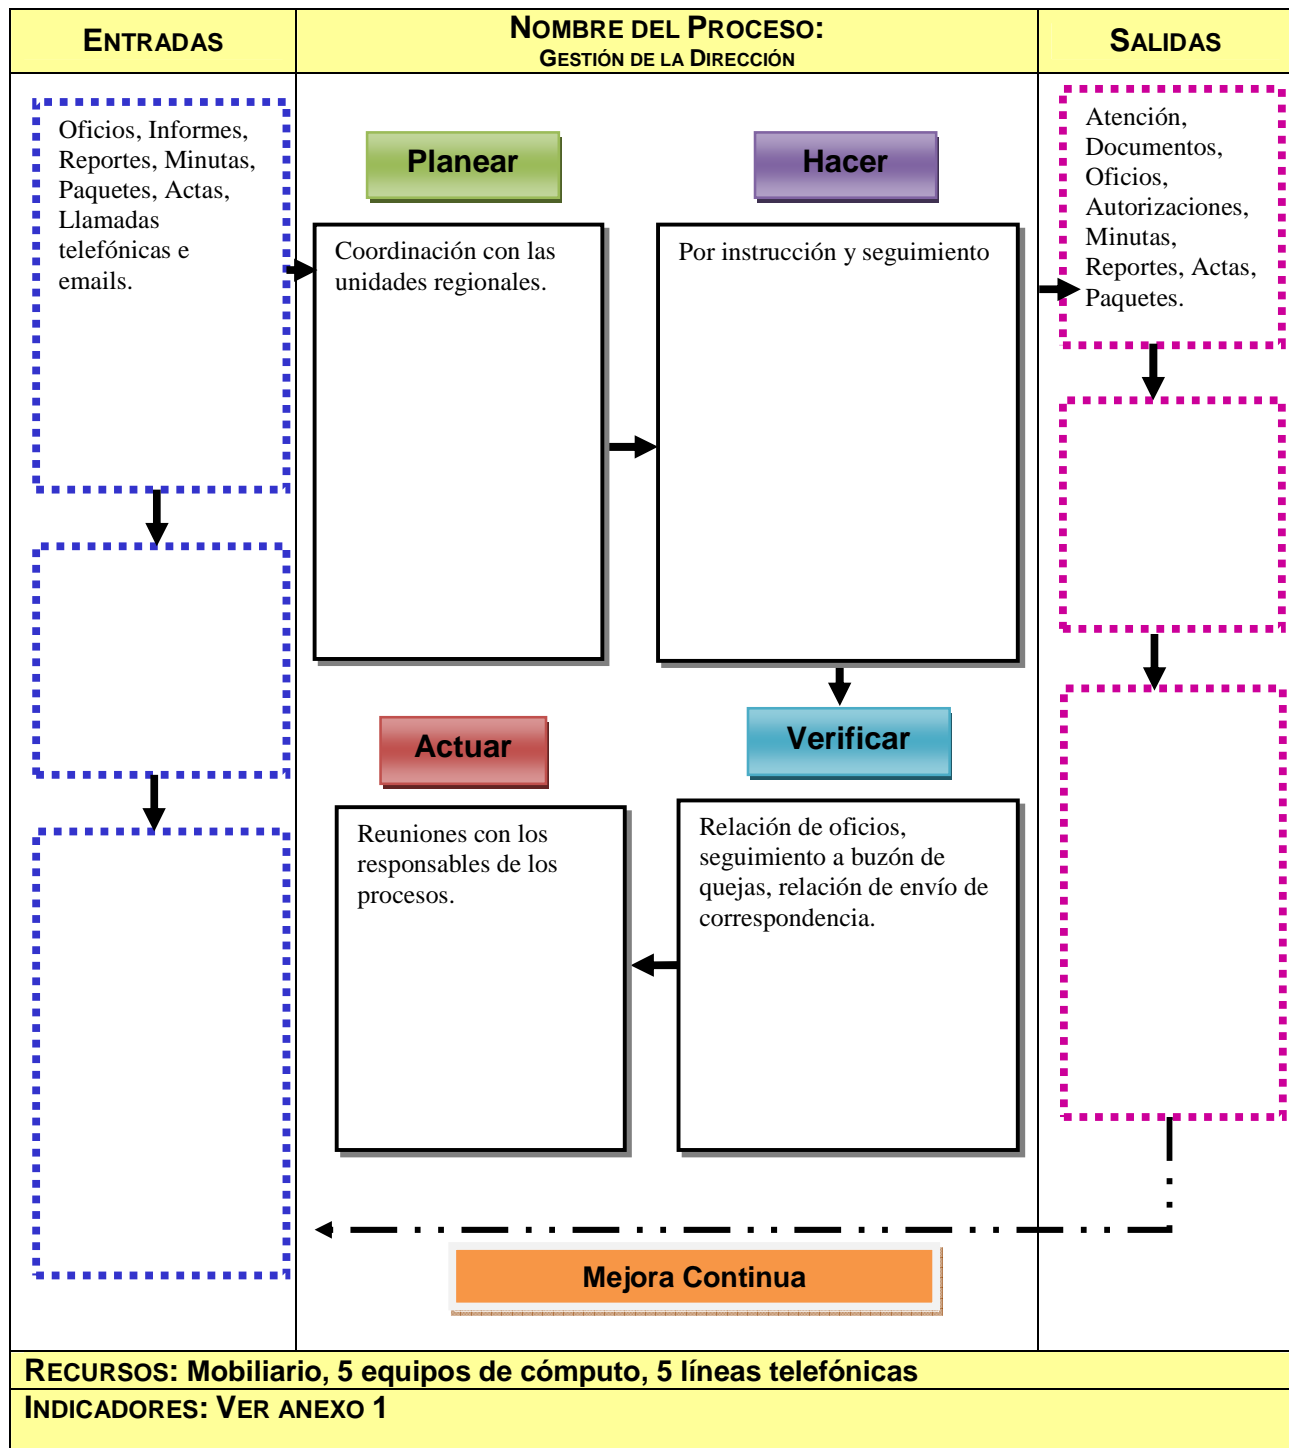 ENTRADAS
NOMBRE DEL PROCESO:
GESTIÓN DE LA DIRECCIÓN
SALIDAS
Oficios, Informes,
Reportes, Minutas,
Paquetes, Actas,
Llamadas
telefónicas e
emails.
Planear
Coordinación con las
unidades regionales.
Hacer
Por instrucción y seguimiento
Atención,
Documentos,
Oficios,
Autorizaciones,
Minutas,
Reportes, Actas,
Paquetes.
Actuar
Reuniones con los
responsables de los
procesos.
Verificar
Relación de oficios,
seguimiento a buzón de
quejas, relación de envío de
correspondencia.
Mejora Continua
RECURSOS: Mobiliario, 5 equipos de cómputo, 5 líneas telefónicas
INDICADORES: VER ANEXO 1